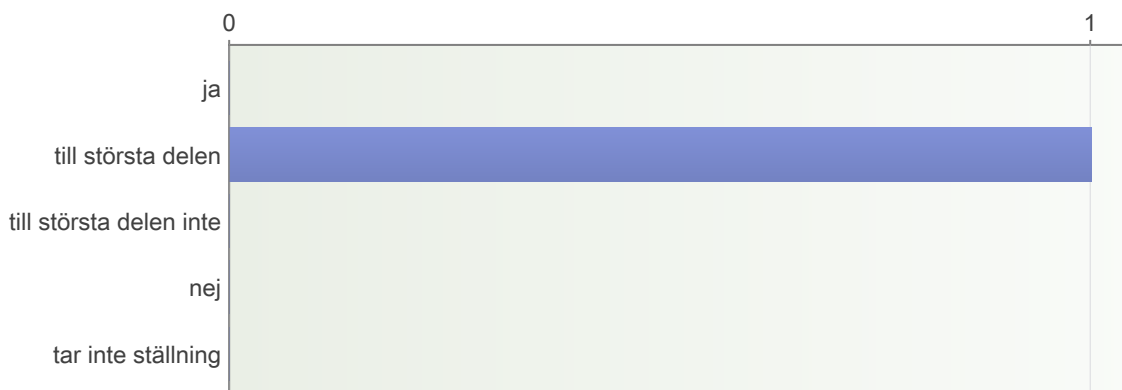 0 1
ja
till största delen
till största delen inte
nej
tar inte ställning